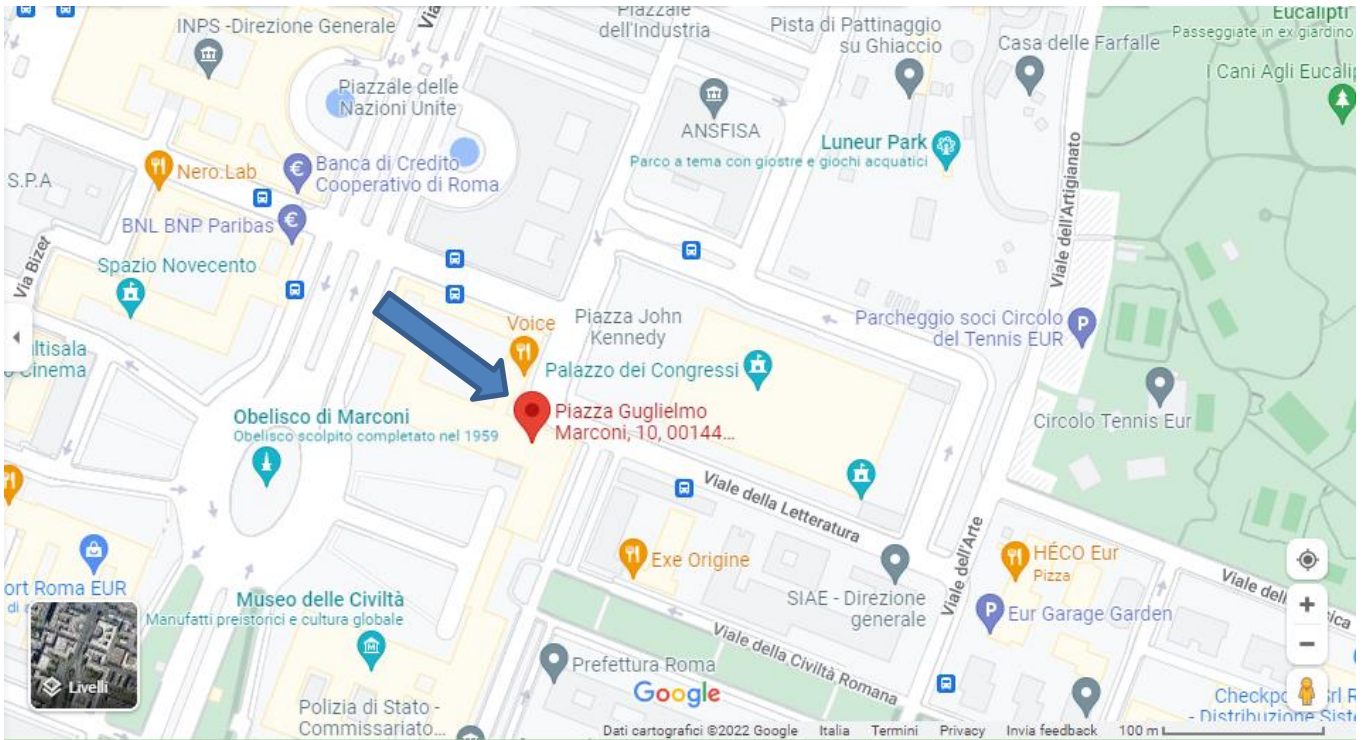 INPS -Direzione Generale
Via
Piazzale
dell'Industria
Pista di Pattinaggio
su Ghiaccio
Casa delle Farfalle
Eucalipti
Passeggiate in ex giardino
I Cani Agli Eucalip
Piazzale delle
Nazioni Unite
ANSFISA
Luneur Park
Parco a tema con giostre e giochi acquatici
Viale dell'Artigianato
S.P.A
Nero.Lab
Banca di Credito
Cooperativo di Roma
BNL BNP Paribas
Via Bizet
Spazio Novecento
Voice
Piazza John
Kennedy
Parcheggio soci Circolo
del Tennis EUR
P
ltisala
Cinema
Palazzo dei Congressi
Obelisco di Marconi
Obelisco scolpito completato nel 1959
Piazza Guglielmo
Marconi, 10, 00144...
Circolo Tennis Eur
Viale della Letteratura
Exe Origine
Viale dell'Arte
HÉCO Eur
Pizza
ort Roma EUR
di
Museo delle Civiltà
Manufatti preistorici e cultura globale
SIAE - Direzione
generale
P
Eur Garage Garden
Viale della Civiltà Romana
Prefettura Roma
Livelli
Google
Polizia di Stato -
Commissariato...
Checkpo
- Distribuzione Siste
Dati cartografici ©2022 Google Italia Termini Privacy Invia feedback 100 m